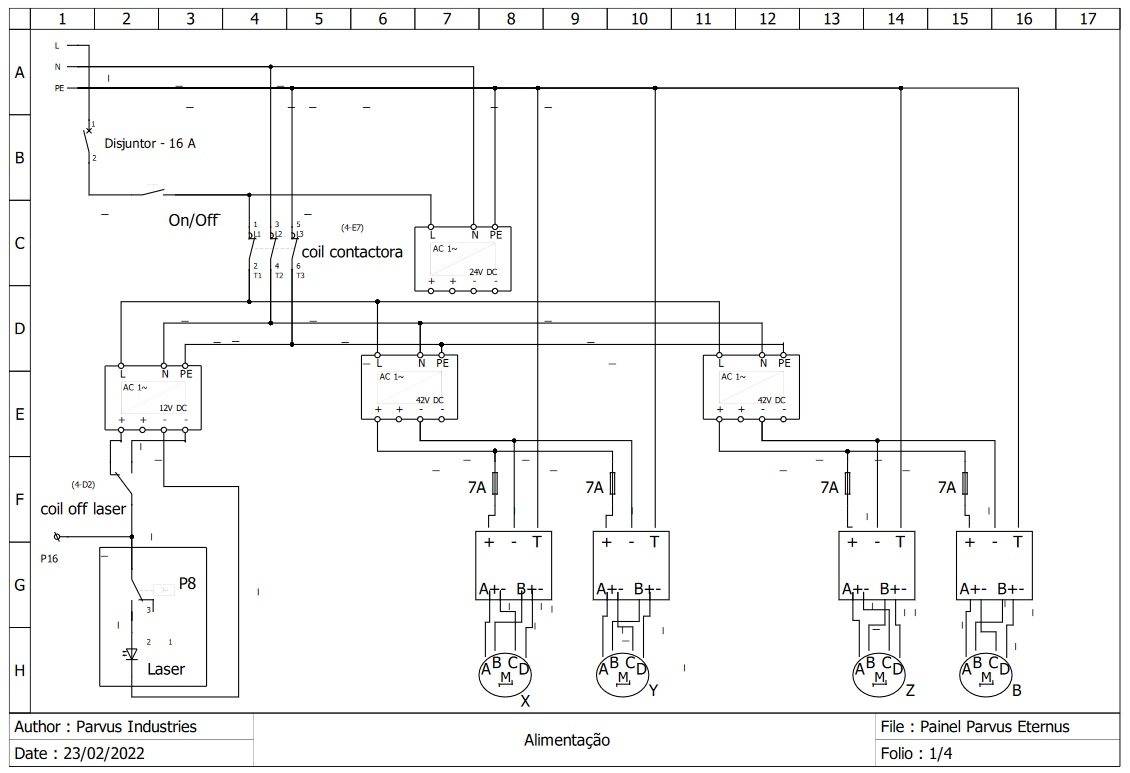 1 2 3 4 5 6 7 8 9 10 11 12 13 14 15 16 17
A
L
N
PE
B
1
Disjuntor - 16 A
2
On/Off
C
1 3 5
L1 L2 L3
(4-E7)
coil contactora
2 4 6
T1 T2 T3
L N PE
AC 1~
24V DC
+ + - -
D
L N PE
AC 1~
12V DC
+ + - -
L N PE
AC 1~
42V DC
+ + - -
L N PE
AC 1~
42V DC
+ + - -
E
F
(4-D2)
coil off laser
7A
7A
7A
7A
P16
G
P8
3
2 1
Laser
+ - T
A+- B+-
+ - T
A+- B+-
+ - T
A+- B+-
+ - T
A+- B+-
H
A B C D
M
X
A B C D
M
Y
A B C D
M
Z
A B C D
M
B
Author : Parvus Industries
Date : 23/02/2022
Alimentação
File : Painel Parvus Eternus
Folio : 1/4